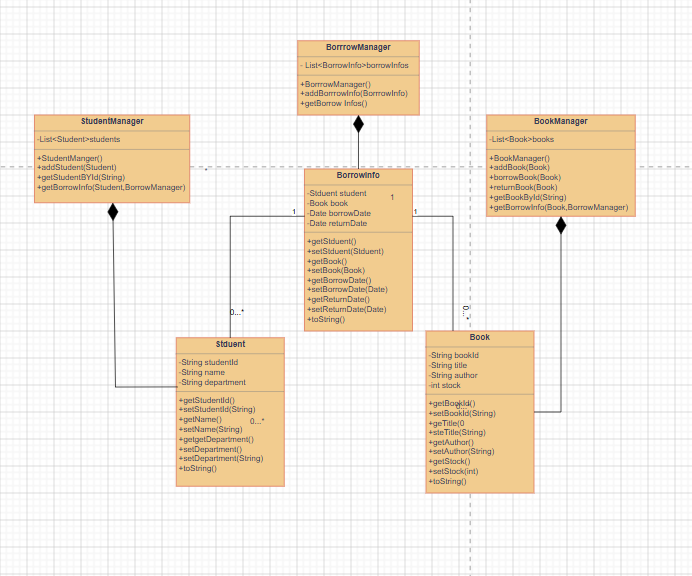 BorrrowManager
- List<BorrowInfo>borrowInfos
+BorrrowManager()
+addBorrrowInfo(BorrowInfo)
+getBorrow Infos()
StudentManager
-List<Student>students
+StudentManger()
+addStudent(Student)
+getStudentBYId(String)
+getBorrowInfo(Student,BorrowManager)
BookManager
-List<Book>books
+BookManager()
+addBook(Book)
+borrowBook(Book)
+returnBook(Book)
+getBookById(String)
+getBorrowInfo(Book,BorrowManager)
*
BorrowInfo
-Stduent student
-Book book
-Date borrowDate
-Date returnDate
1
+getStduent()
+setStduent(Stduent)
+getBook()
+setBook(Book)
+getBorrowDate()
+setBorrowDate(Date)
+getReturnDate()
+setReturnDate(Date)
+toString()
1
1
0...*
0...*
Stduent
-String studentId
-String name
-String department
+getStudentId()
+setStudentId(String)
+getName()
+setName(String)
+getgetDepartment()
+setDepartment()
+setDepartment(String)
+toString()
0...*
Book
-String bookId
-String title
-String author
-int stock
+getBookId()
+setBookId(String)
+geTitle(0
+steTitle(String)
+getAuthor()
+setAuthor(String)
+getStock()
+setStock(int)
+toString()